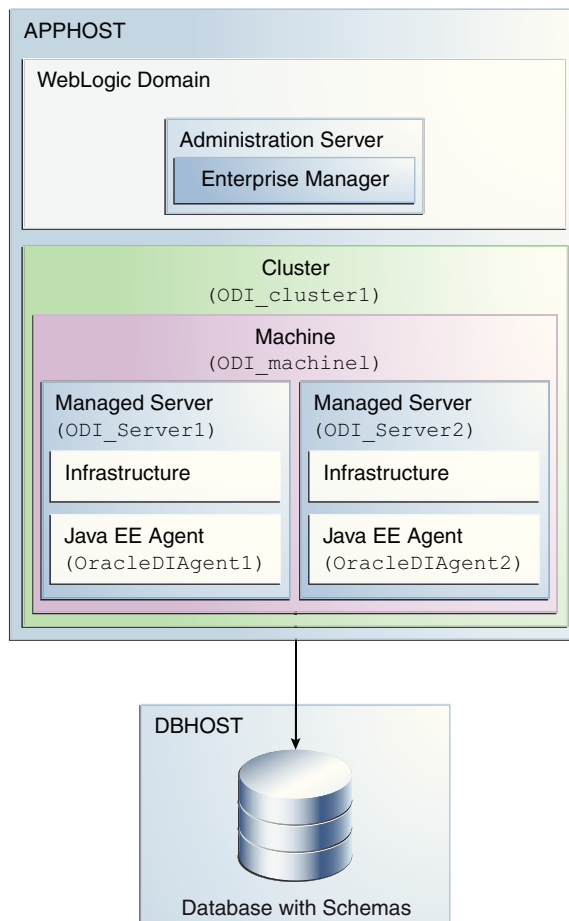 APPHOST
WebLogic Domain
Administration Server
Enterprise Manager
Cluster
(ODI_cluster1)
Machine
(ODI_machinel)
Managed Server
(ODI_Server1)
Infrastructure
Java EE Agent
(OracleDIAgent1)
Managed Server
(ODI_Server2)
Infrastructure
Java EE Agent
(OracleDIAgent2)
DBHOST
Database with Schemas